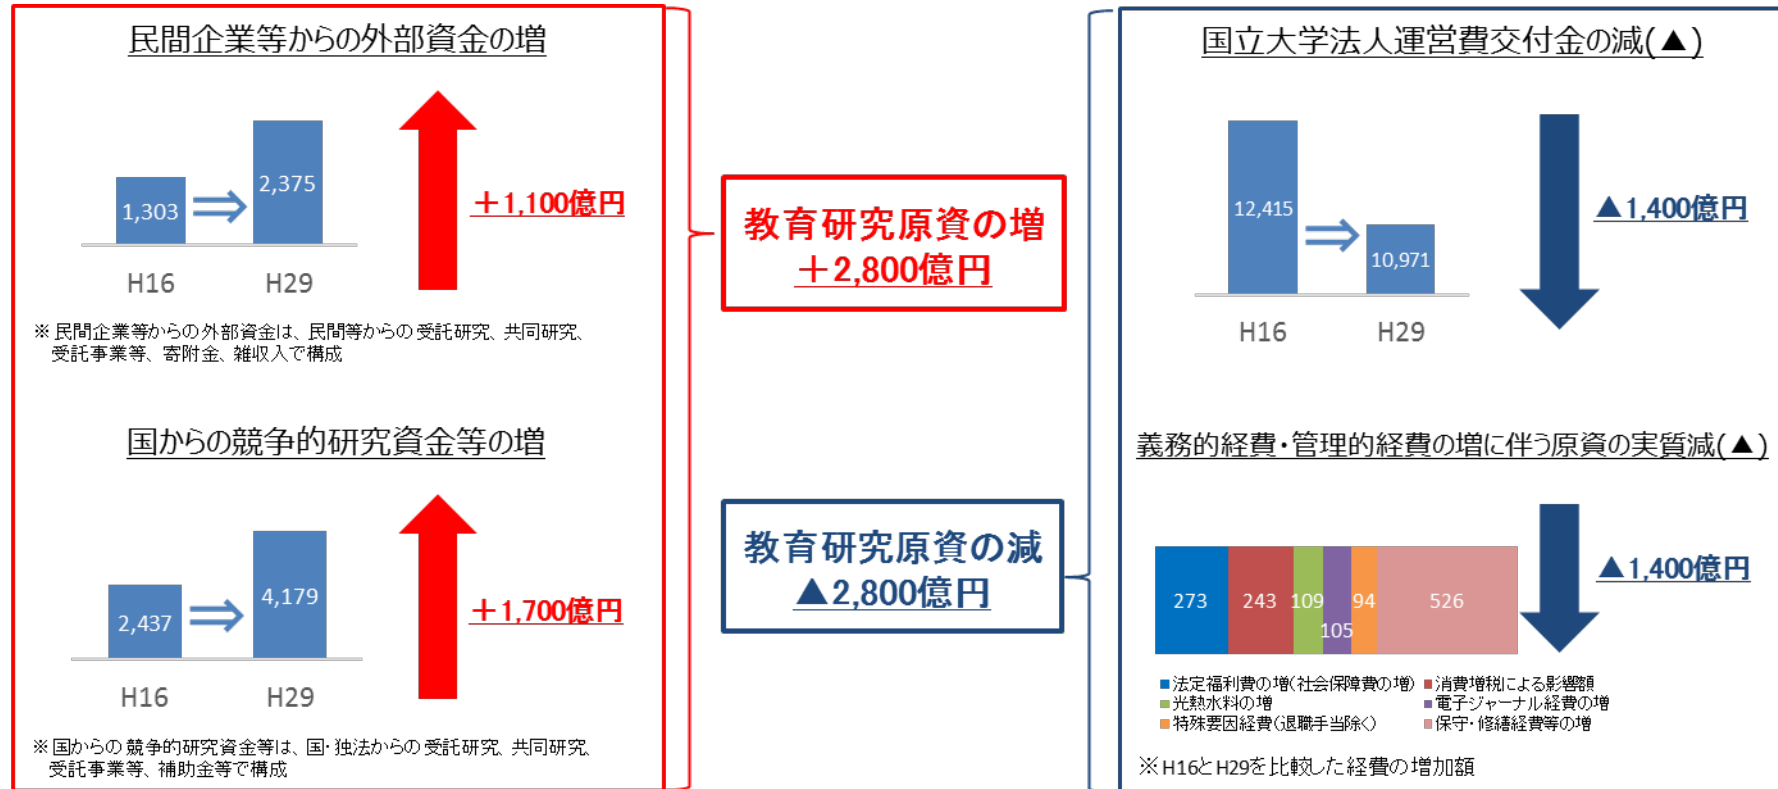 民間企業等からの外部資金の増
1,303
2,375
H16
H29
＋1,100億円
※民間企業等からの外部資金は、民間等からの受託研究、共同研究、
受託事業等、寄附金、雑収入で構成
国からの競争的研究資金等の増
2,437
4,179
H16
H29
＋1,700億円
※国からの競争的研究資金等は、国・独法からの受託研究、共同研究、
受託事業等、補助金等で構成
教育研究原資の増
＋2,800億円
教育研究原資の減
▲2,800億円
国立大学法人運営費交付金の減(▲)
12,415
10,971
H16
H29
▲1,400億円
義務的経費・管理的経費の増に伴う原資の実質減(▲)
273 243 109 105 94 526
▲1,400億円
■法定福利費の増(社会保障費の増) ■消費増税による影響額
■光熱水料の増 ■電子ジャーナル経費の増
■特殊要因経費(退職手当除く) ■保守・修繕経費等の増
※H16とH29を比較した経費の増加額